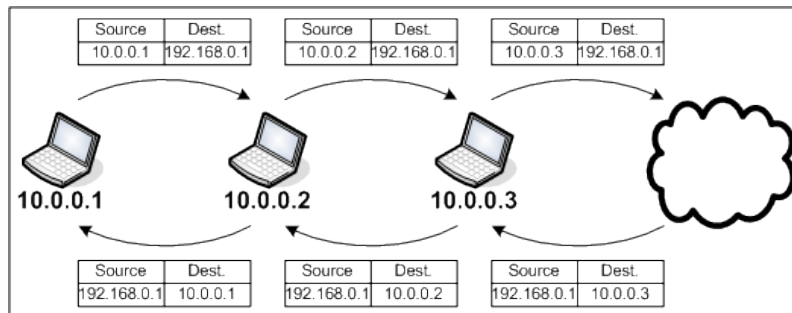 Source Dest. Source Dest. Source Dest.
10.0.0.1 192.168.0.1 10.0.0.2 192.168.0.1 10.0.0.3 192.168.0.1
10.0.0.1 10.0.0.2 10.0.0.3
Source Dest. Source Dest. Source Dest.
192.168.0.1 10.0.0.1 192.168.0.1 10.0.0.2 192.168.0.1 10.0.0.3